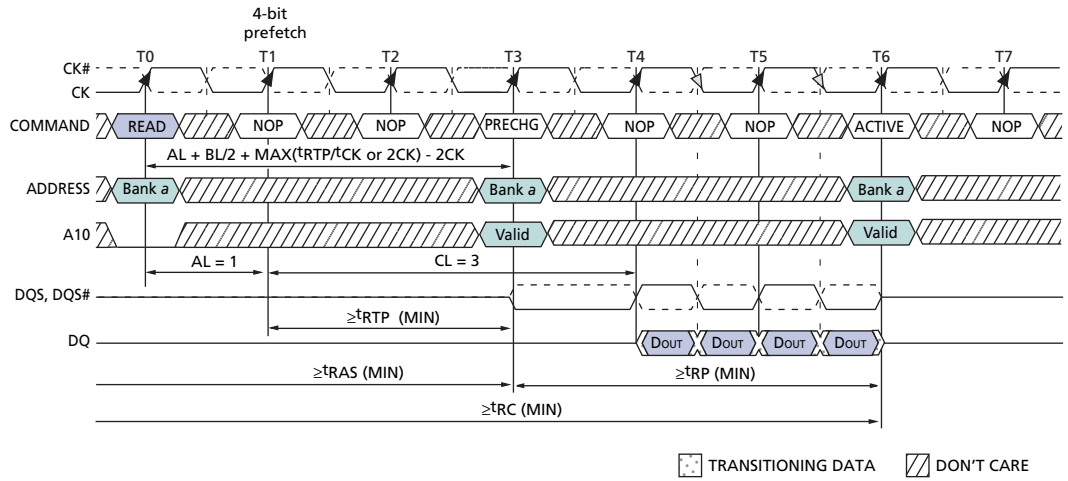 4-bit
prefetch
T0 T1 T2 T3 T4 T5 T6 T7
CK#
CK
COMMAND READ NOP NOP PRECHG NOP NOP ACTIVE NOP
AL + BL/2 + MAX(tRTP/tCK or 2CK) - 2CK
ADDRESS Bank a Bank a Bank a
A10 Valid Valid
AL = 1 CL = 3
DQS, DQS#
≥tRTP (MIN)
DQ DOUT DOUT DOUT DOUT
≥tRAS (MIN) ≥tRP (MIN)
≥tRC (MIN)
TRANSITIONING DATA DON'T CARE